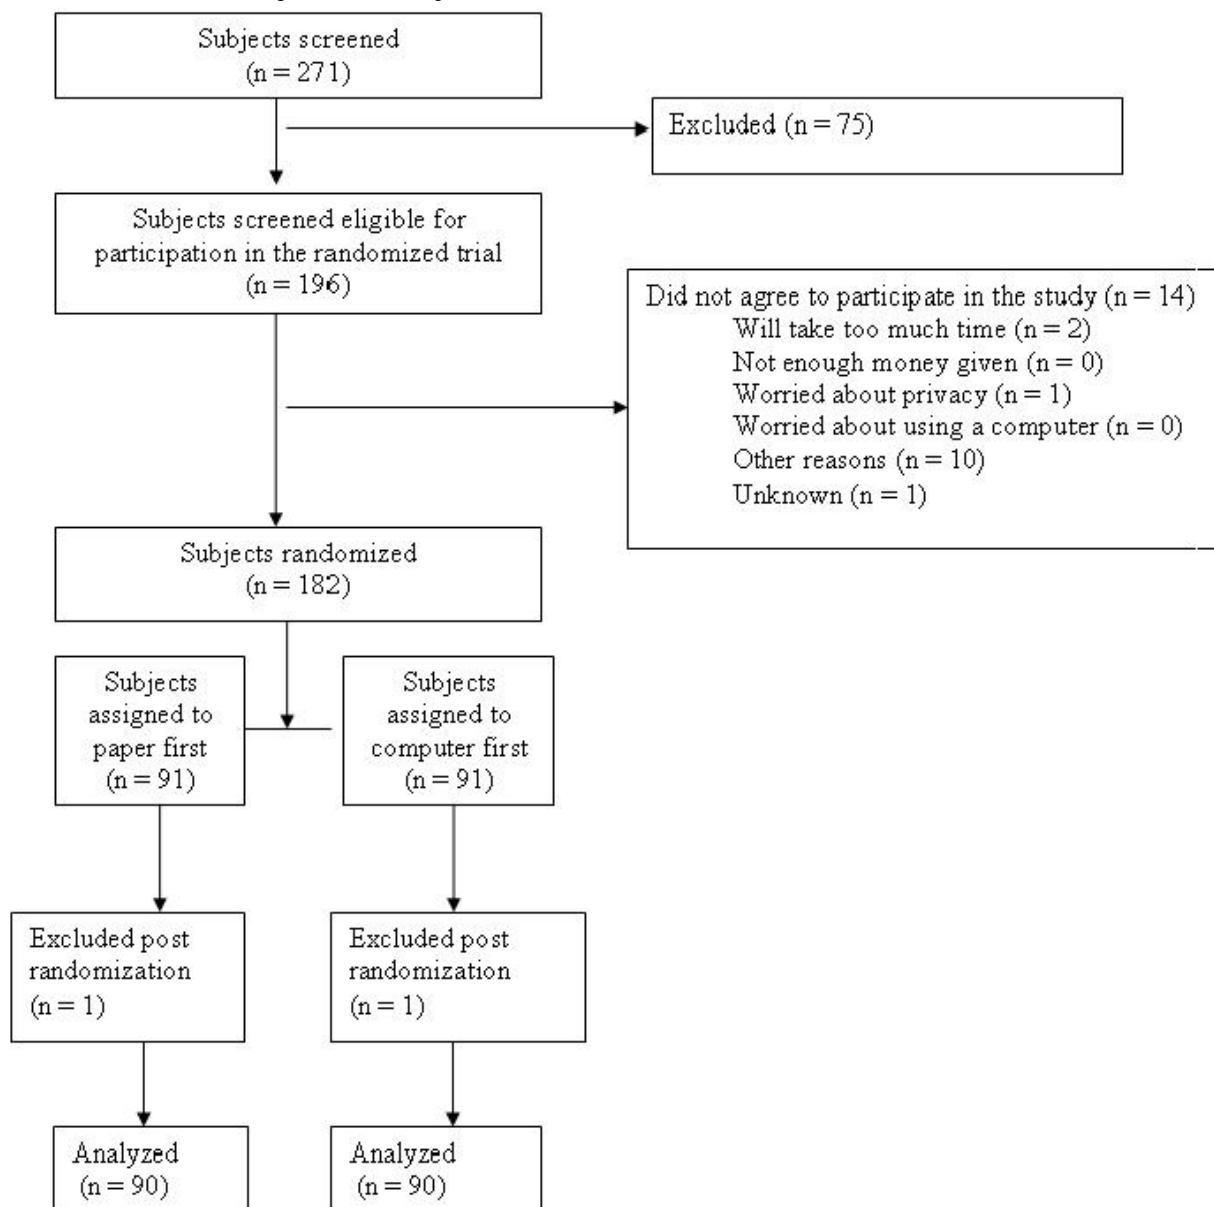 Subjects screened
(n = 271)
Excluded (n = 75)
Subjects screened eligible for
participation in the randomized trial
(n = 196)
Did not agree to participate in the study (n = 14)
Will take too much time (n = 2)
Not enough money given (n = 0)
Worried about privacy (n = 1)
Worried about using a computer (n = 0)
Other reasons (n = 10)
Unknown (n = 1)
Subjects randomized
(n = 182)
Subjects
assigned to
paper first
(n = 91)
Subjects
assigned to
computer first
(n = 91)
Excluded post
randomization
(n = 1)
Excluded post
randomization
(n = 1)
Analyzed
(n = 90)
Analyzed
(n = 90)